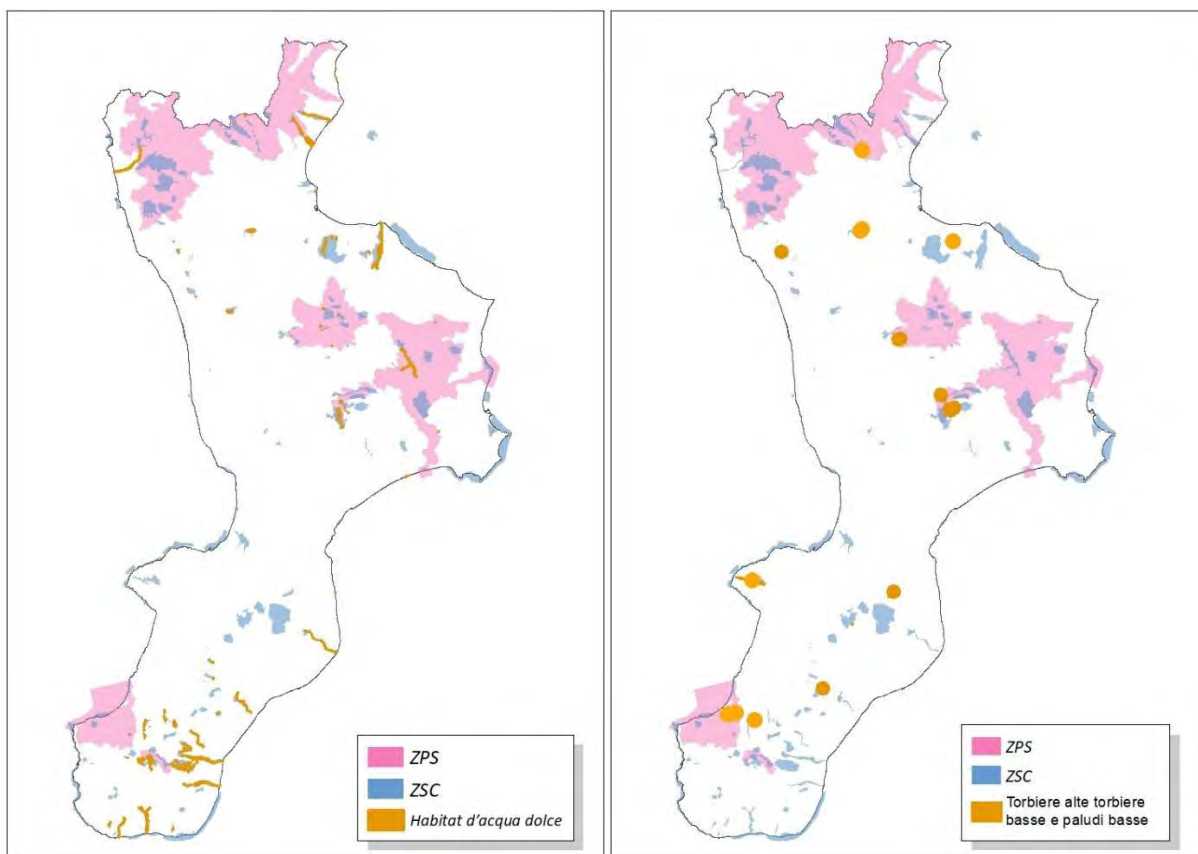 ZPS
ZSC
Habitat d'acqua dolce
ZPS
ZSC
Torbiere alte torbiere
basse e paludi basse